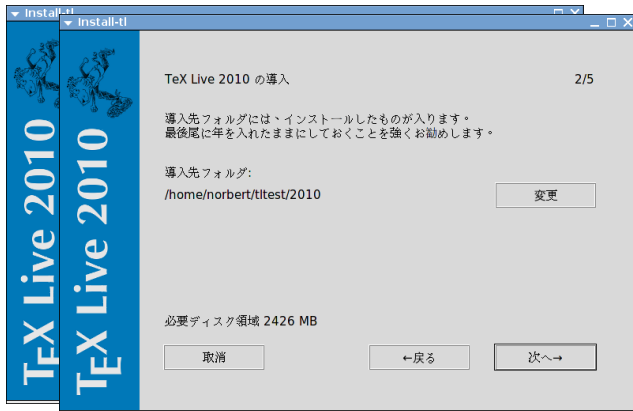 Install-tl
Install-tl
TeX Live 2010
TeX Live 2010
TeX Live 2010 の導入
2/5
導入先フォルダには、インストールしたものが入ります。
最後尾に年を入れたままにしておくことを強くお勧めします。
導入先フォルダ:
/home/norbert/tltest/2010
変更
必要ディスク領域 2426 MB
取消
←戻る
次へ→